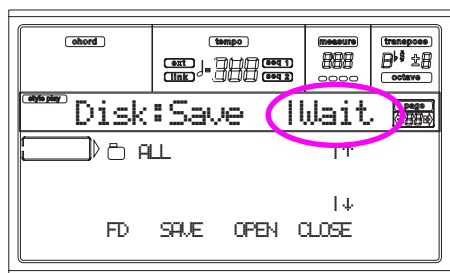 chord tempo measure transpose
ext seq 1
link seq 2
octave
style play page
Disk:Save |Wait
ALL |↑
|↓
FD SAVE OPEN CLOSE